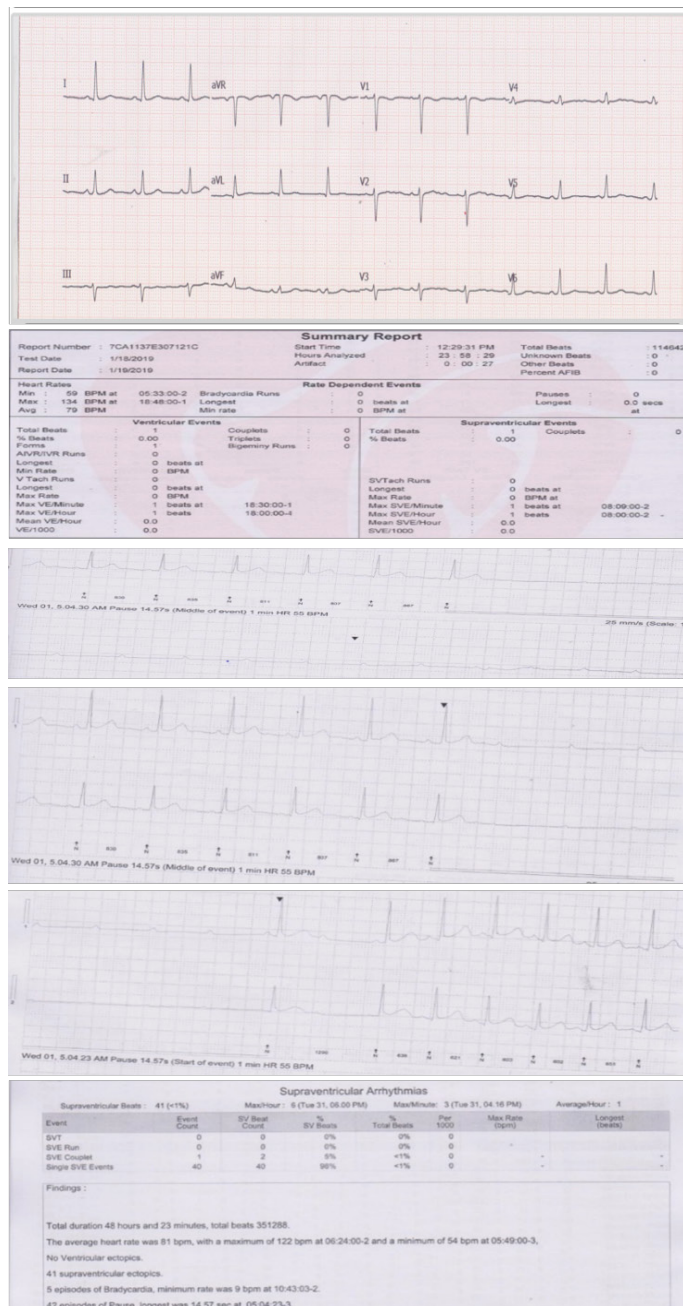 I aVR V1 V4
II aVL V2 V5
III aVF V3 V6
Summary Report
Report Number : 7CA1137E307121C Start Time : 12:29:31 PM Total Beats : 114642
Test Date : 1/18/2019 Hours Analyzed : 23 : 58 : 29 Unknown Beats : 0
Report Date : 1/19/2019 Artifact : 0 : 00 : 27 Other Beats : 0
Percent AFIB : 0
Heart Rates Rate Dependent Events
Min : 59 BPM at 05:33:00-2 Bradycardia Runs : 0 Pauses : 0
Max : 134 BPM at 18:48:00-1 Longest : 0 beats at Longest : 0.0 secs
Avg : 79 BPM Min rate : 0 BPM at at
Ventricular Events Supraventricular Events
Total Beats : 1 Couplets : 0 Total Beats : 1 Couplets : 0
% Beats : 0.00 Triplets : 0 % Beats : 0.00
Forms : 1 Bigeminy Runs : 0
AIVR/IVR Runs : 0
Longest : 0 beats at
Min Rate : 0 BPM
V Tach Runs : 0 SVTach Runs : 0
Longest : 0 beats at Longest : 0 beats at
Max Rate : 0 BPM Max Rate : 0 BPM at
Max VE/Minute : 1 beats at 18:30:00-1 Max SVE/Minute : 1 beats at 08:09:00-2
Max VE/Hour : 1 beats 18:00:00-1 Max SVE/Hour : 1 beats 08:00:00-2
Mean VE/Hour : 0.0 Mean SVE/Hour : 0.0
VE/1000 : 0.0 SVE/1000 : 0.0
Wed 01, 5.04.30 AM Pause 14.57s (Middle of event) 1 min HR 55 BPM
25 mm/s (Scale: 1
N 830 N 825 N 811 N 837 N 867 N
Wed 01, 5.04.30 AM Pause 14.57s (Middle of event) 1 min HR 55 BPM
Wed 01, 5.04.23 AM Pause 14.57s (Start of event) 1 min HR 55 BPM
Supraventricular Arrhythmias
Supraventricular Beats : 41 (<1%) Max/Hour : 6 (Tue 31, 06.00 PM) Max/Minute: 3 (Tue 31, 04.16 PM) Average/Hour : 1
Event Event Count SV Beat Count % SV Beats % Total Beats Per 1000 Max Rate (bpm) Longest (beats)
SVT 0 0 0% 0% 0
SVE Run 0 0 0% 0% 0 -
SVE Couplet 1 2 5% <1% 0 - -
Single SVE Events 40 40 98% <1% 0 - -
Findings :
Total duration 48 hours and 23 minutes, total beats 351288.
The average heart rate was 81 bpm, with a maximum of 122 bpm at 06:24:00-2 and a minimum of 54 bpm at 05:49:00-3.
No Ventricular ectopics.
41 supraventricular ectopics.
5 episodes of Bradycardia, minimum rate was 9 bpm at 10:43:03-2.
42 episodes of Pause, longest was 14.57 sec at 05:04:23-3.